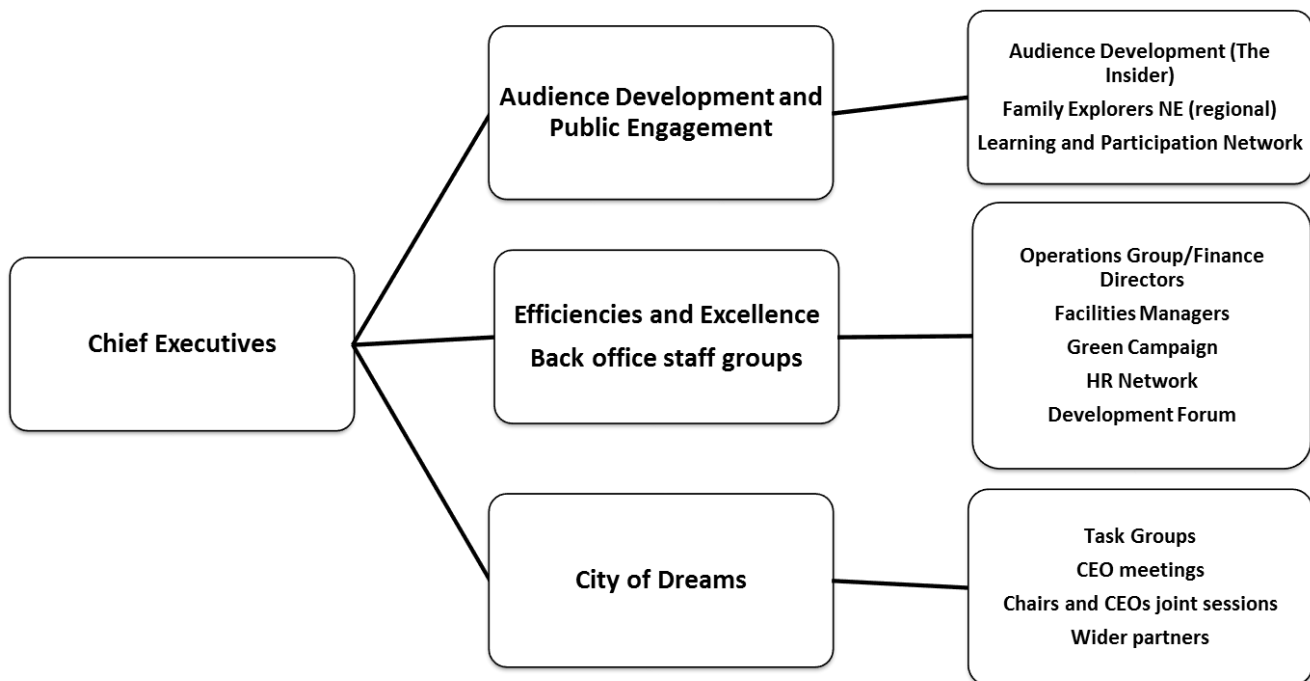 Chief Executives
Audience Development and
Public Engagement
Efficiencies and Excellence
Back office staff groups
City of Dreams
Audience Development (The
Insider)
Family Explorers NE (regional)
Learning and Participation Network
Operations Group/Finance
Directors
Facilities Managers
Green Campaign
HR Network
Development Forum
Task Groups
CEO meetings
Chairs and CEOs joint sessions
Wider partners